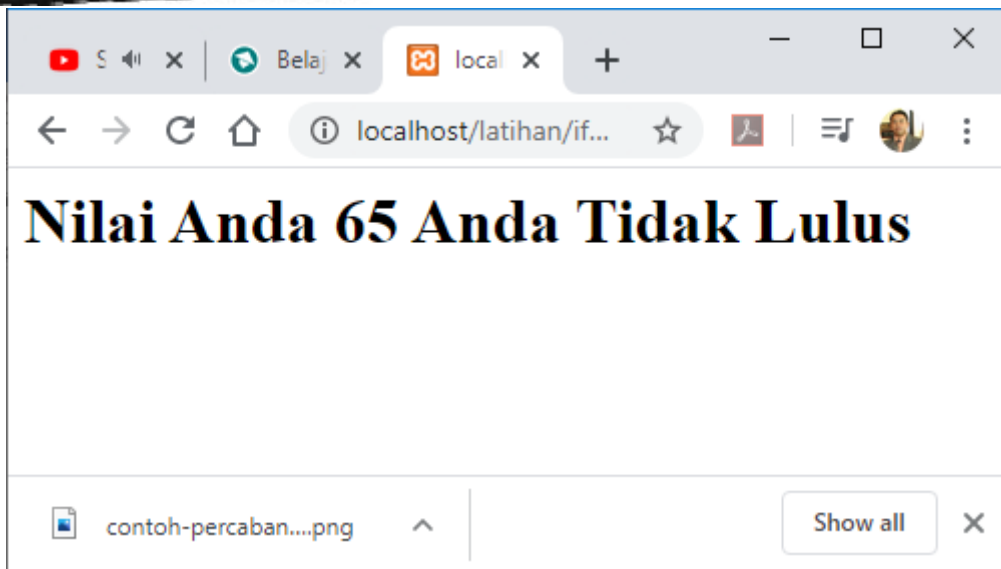 S
Belaj
local
localhost/latihan/if...
Nilai Anda 65 Anda Tidak Lulus
contoh-percaban....png
Show all